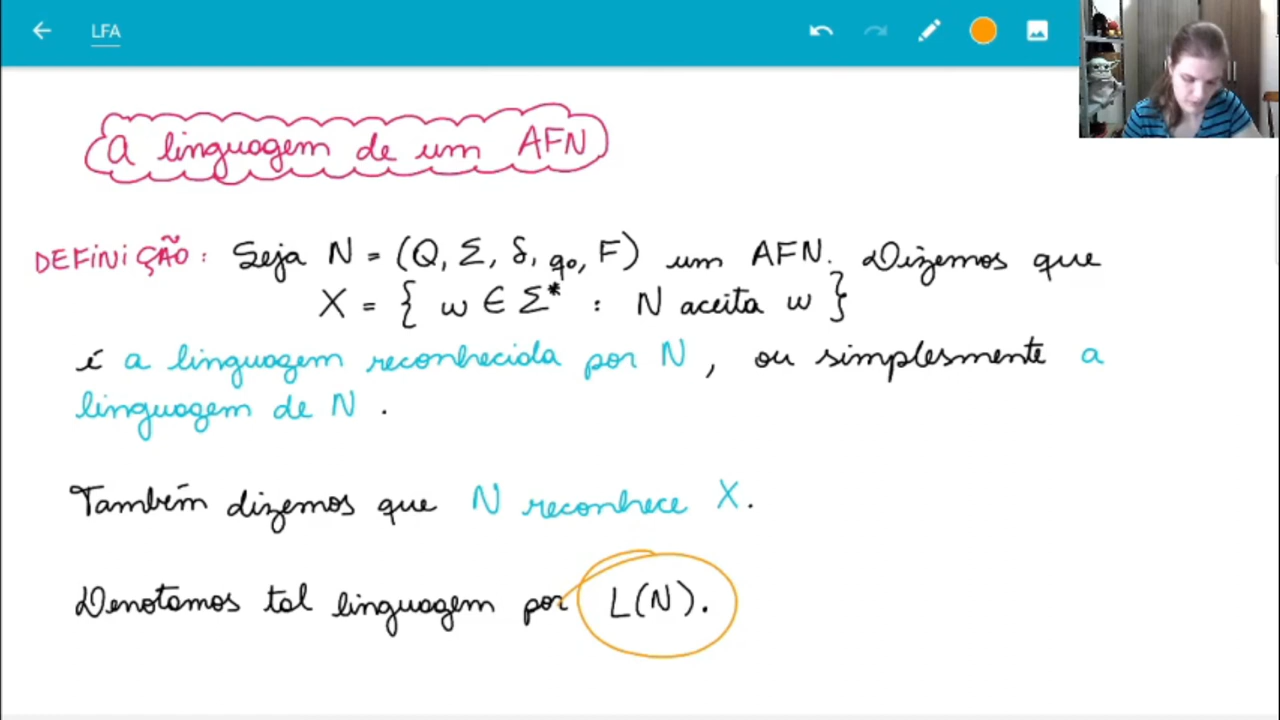 LFA
A linguagem de um AFN
DEFINIÇÃO: Seja N = (Q, Σ, δ, q₀, F) um AFN. Dizemos que
X = { w ∈ Σ* : N aceita w }
é a linguagem reconhecida por N, ou simplesmente a
linguagem de N.
Também dizemos que N reconhece X.
Denotamos tal linguagem por L(N).